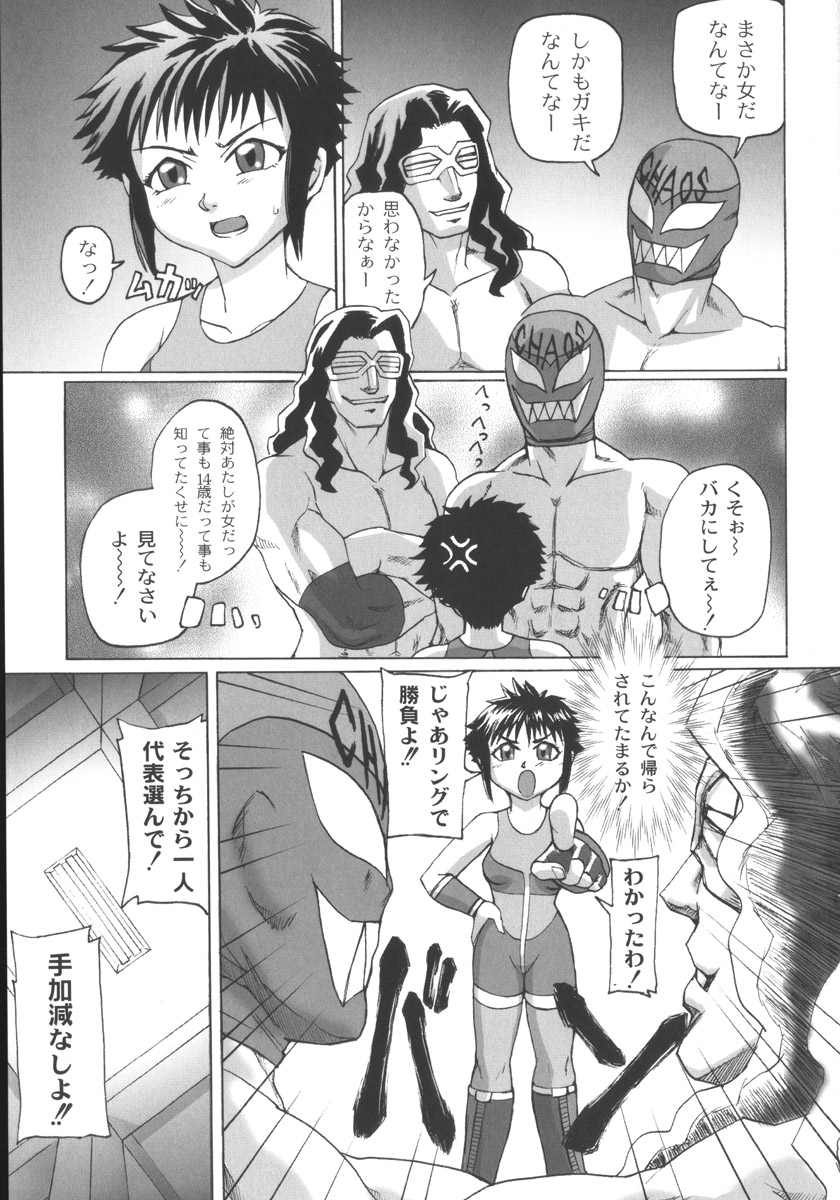 まさか女だ
なんてなー
CHAOS
しかもガキだ
なんてなー
思わなかった
からなぁー
なっ！
ムカッ
くそぉ〜
バカにしてぇ〜！
CHAOS
へっへっへっ
絶対あたしが女だっ
て事も14歳だって事も
知ってたくせに〜〜！
見てなさい
よ〜〜！
こんなんで帰ら
されてたまるか！
わかったわ！
じゃあリングで
勝負よ！！
バン
CHA
そっちから一人
代表選んで！
手加減なしよ！！